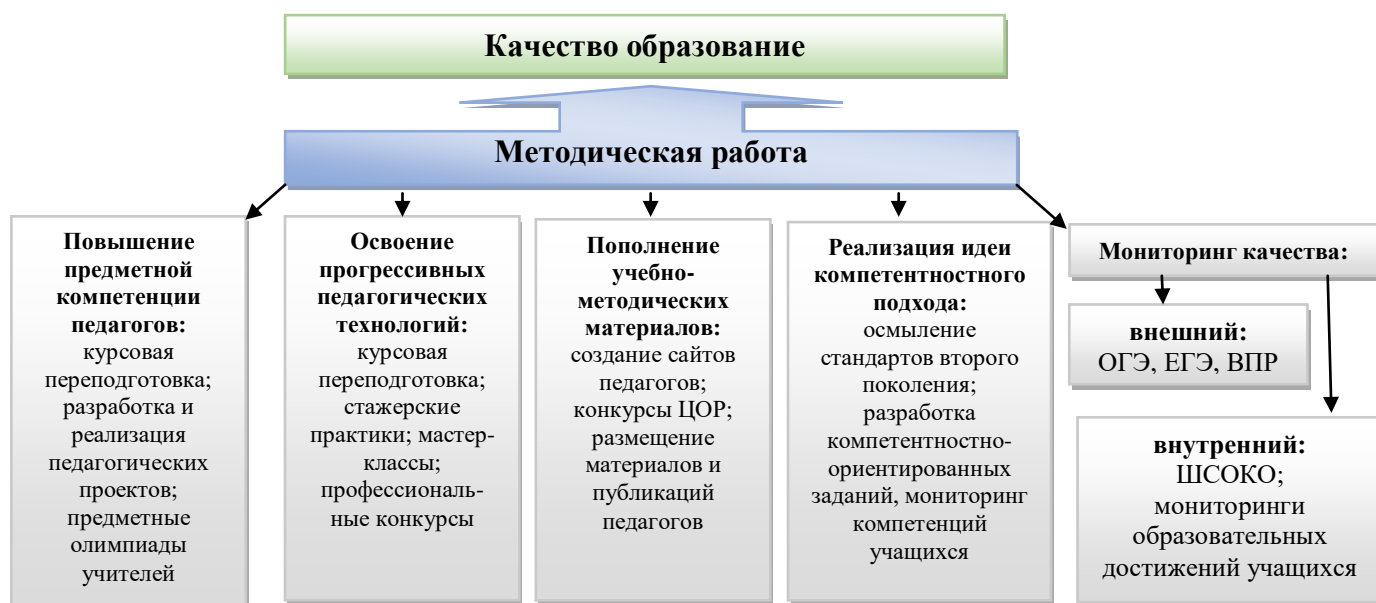 Качество образование
Методическая работа
Повышение
предметной
компетенции
педагогов:
курсовая
переподготовка;
разработка и
реализация
педагогических
проектов;
предметные
олимпиады
учителей
Освоение
прогрессивных
педагогических
технологий:
курсовая
переподготовка;
стажерские
практики; мастер-
классы;
профессиональ-
ные конкурсы
Пополнение
учебно-
методических
материалов:
создание сайтов
педагогов;
конкурсы ЦОР;
размещение
материалов и
публикаций
педагогов
Реализация идеи
компетентностного
подхода:
осмыление
стандартов второго
поколения;
разработка
компетентностно-
ориентированных
заданий, мониторинг
компетенций
учащихся
Мониторинг качества:
внешний:
ОГЭ, ЕГЭ, ВПР
внутренний:
ШСОКО;
мониторинги
образовательных
достижений учащихся